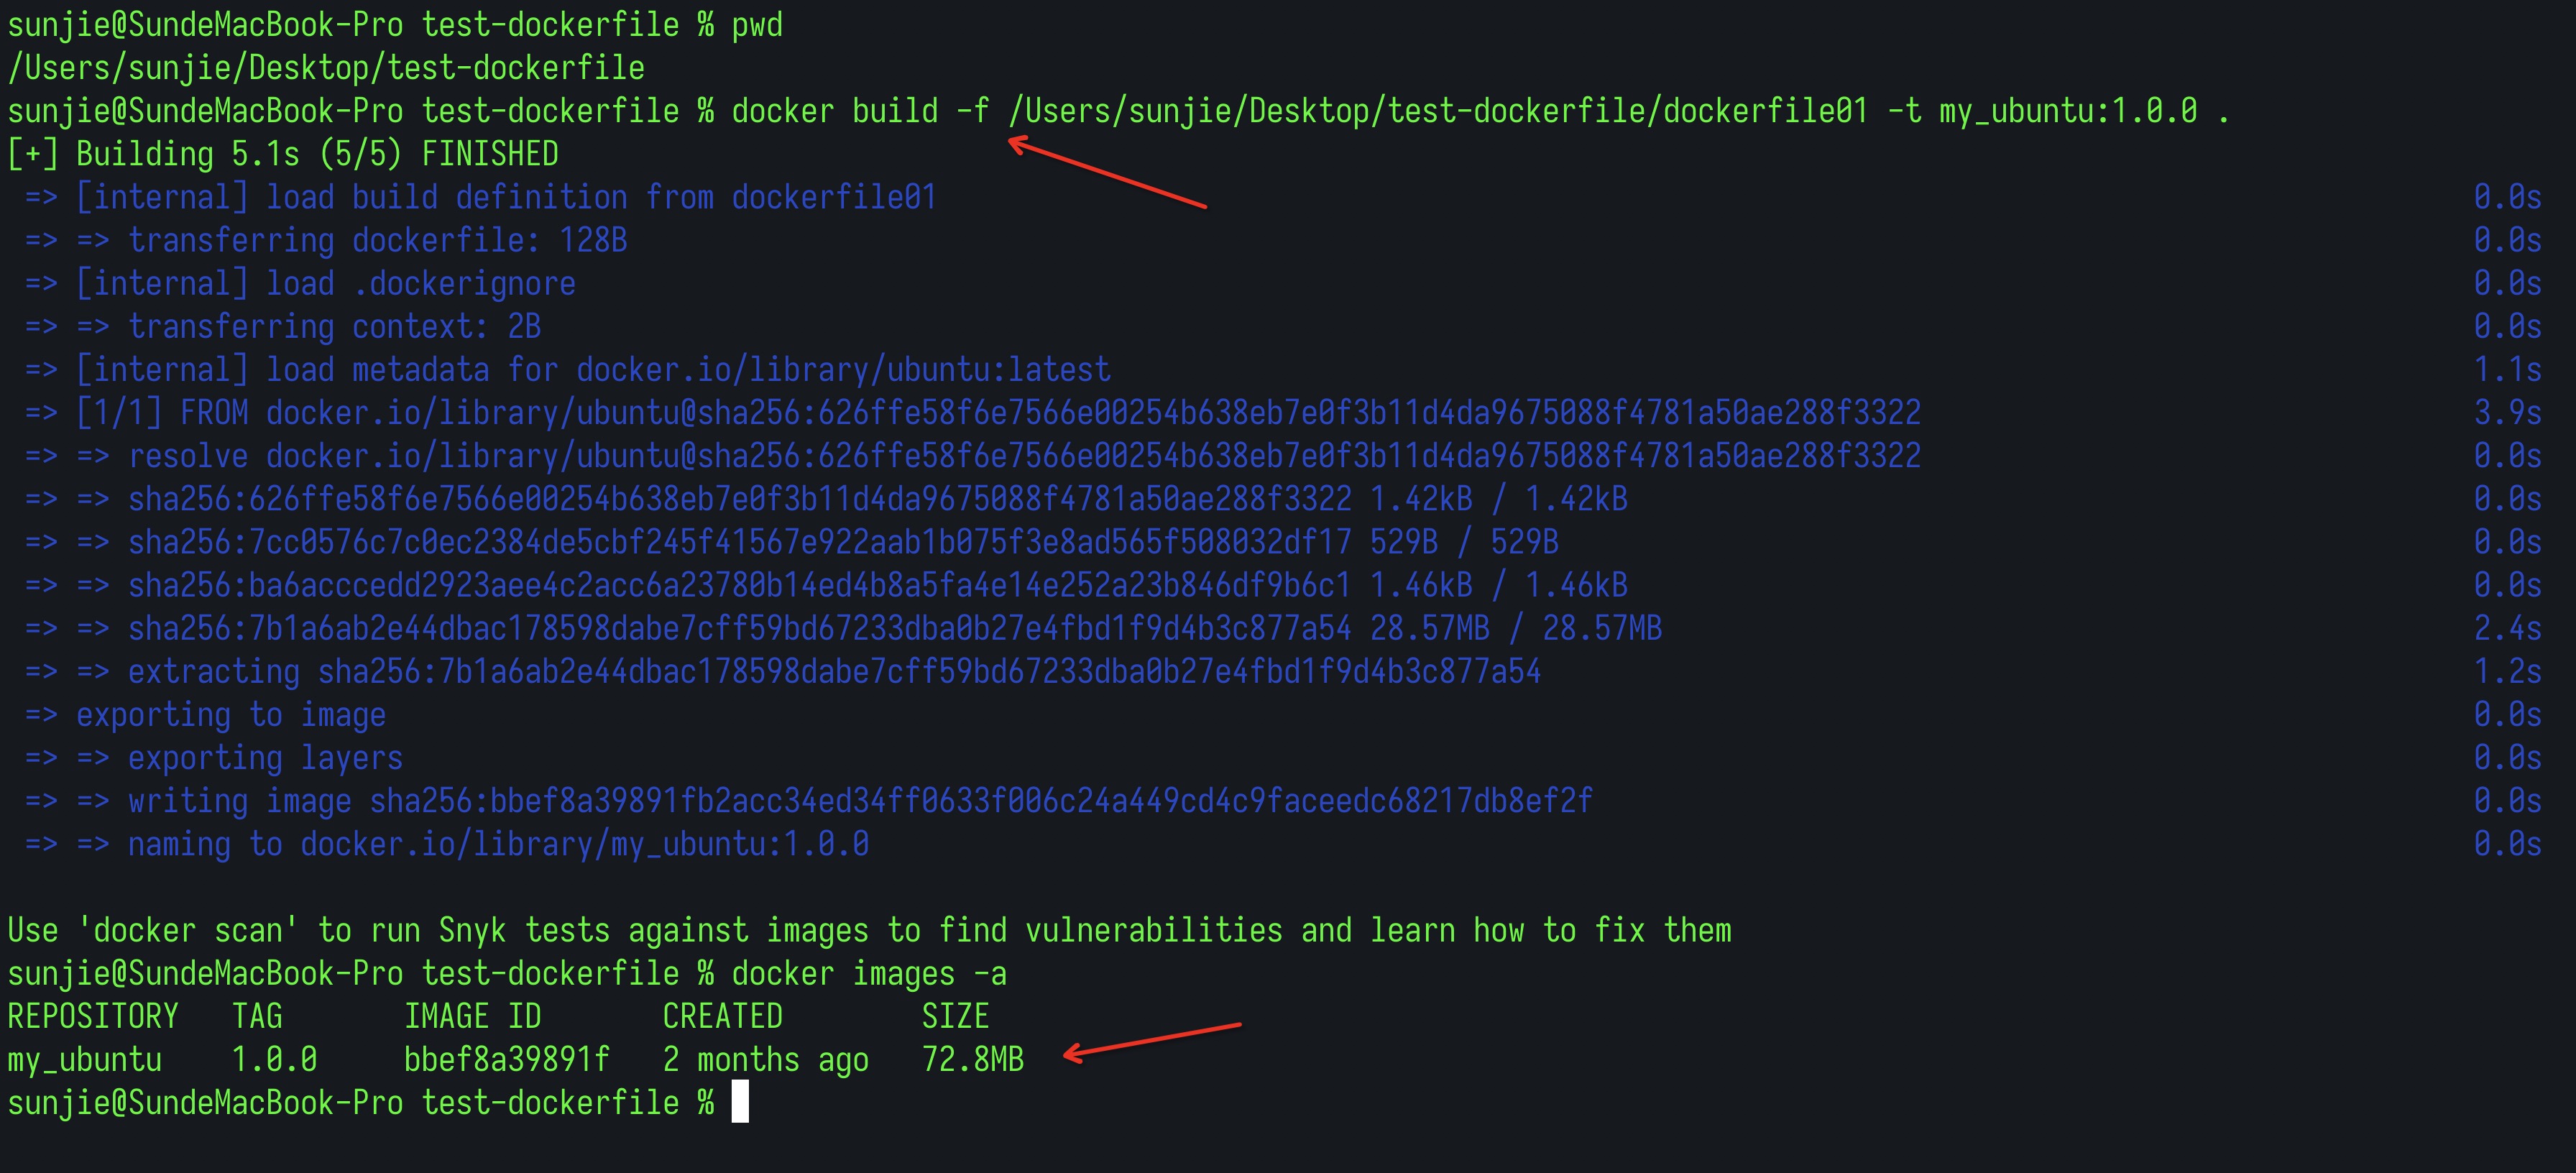 sunjie@SundeMacBook-Pro test-dockerfile % pwd
/Users/sunjie/Desktop/test-dockerfile
sunjie@SundeMacBook-Pro test-dockerfile % docker build -f /Users/sunjie/Desktop/test-dockerfile/dockerfile01 -t my_ubuntu:1.0.0 .
[+] Building 5.1s (5/5) FINISHED
=> [internal] load build definition from dockerfile01 0.0s
=> => transferring dockerfile: 128B 0.0s
=> [internal] load .dockerignore 0.0s
=> => transferring context: 2B 0.0s
=> [internal] load metadata for docker.io/library/ubuntu:latest 1.1s
=> [1/1] FROM docker.io/library/ubuntu@sha256:626ffe58f6e7566e00254b638eb7e0f3b11d4da9675088f4781a50ae288f3322 3.9s
=> => resolve docker.io/library/ubuntu@sha256:626ffe58f6e7566e00254b638eb7e0f3b11d4da9675088f4781a50ae288f3322 0.0s
=> => sha256:626ffe58f6e7566e00254b638eb7e0f3b11d4da9675088f4781a50ae288f3322 1.42kB / 1.42kB 0.0s
=> => sha256:7cc0576c7c0ec2384de5cbf245f41567e922aab1b075f3e8ad565f508032df17 529B / 529B 0.0s
=> => sha256:ba6acccedd2923aee4c2acc6a23780b14ed4b8a5fa4e14e252a23b846df9b6c1 1.46kB / 1.46kB 0.0s
=> => sha256:7b1a6ab2e44dbac178598dabe7cff59bd67233dba0b27e4fbd1f9d4b3c877a54 28.57MB / 28.57MB 2.4s
=> => extracting sha256:7b1a6ab2e44dbac178598dabe7cff59bd67233dba0b27e4fbd1f9d4b3c877a54 1.2s
=> exporting to image 0.0s
=> => exporting layers 0.0s
=> => writing image sha256:bbef8a39891fb2acc34ed34ff0633f006c24a449cd4c9faceedc68217db8ef2f 0.0s
=> => naming to docker.io/library/my_ubuntu:1.0.0 0.0s
Use 'docker scan' to run Snyk tests against images to find vulnerabilities and learn how to fix them
sunjie@SundeMacBook-Pro test-dockerfile % docker images -a
REPOSITORY TAG IMAGE ID CREATED SIZE
my_ubuntu 1.0.0 bbef8a39891f 2 months ago 72.8MB
sunjie@SundeMacBook-Pro test-dockerfile %